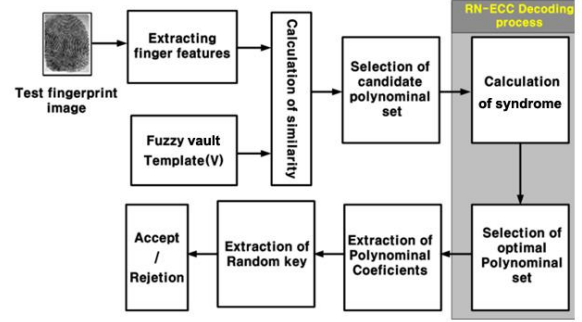 RN-ECC Decoding
process
Test fingerprint
image
Extracting
finger features
Fuzzy vault
Template(V)
Calculation of similarity
Selection of
candidate
polynominal
set
Calculation
of syndrome
Selection of
optimal
Polynominal
set
Extraction of
Polynominal
Coeficients
Extraction of
Random key
Accept
/
Rejetion